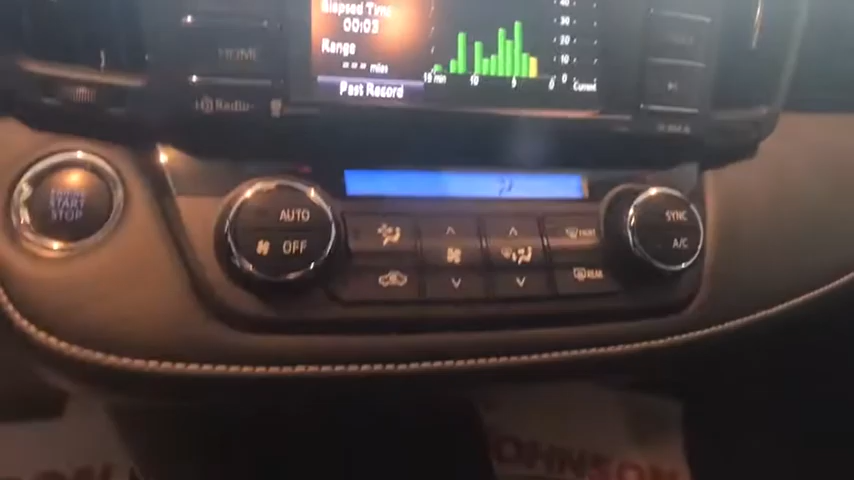 Elapsed Time
00:03
Range
--- miles
Past Record
40
30
20
10
0
15 min
10
5
0
Current
HOME
HD Radio
ENGINE
START
STOP
AUTO
OFF
FRONT
REAR
SYNC
A/C
JOHNSON